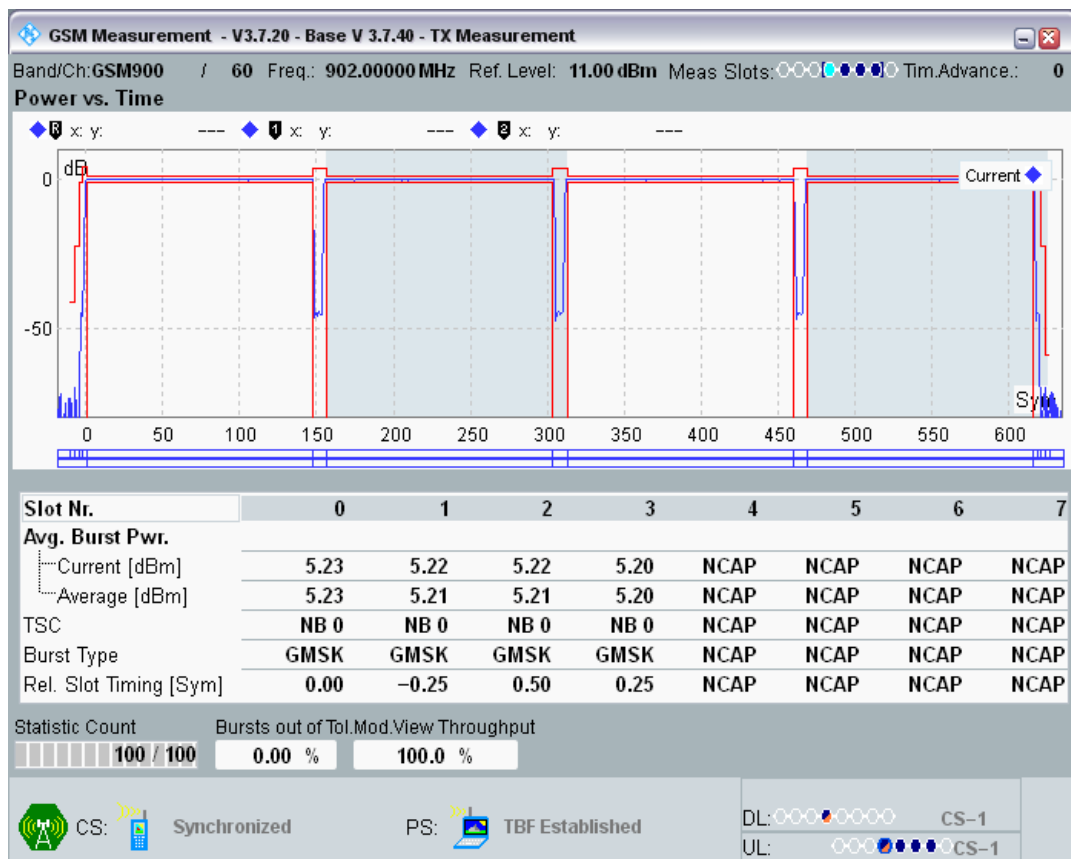 GSM Measurement - V3.7.20 - Base V 3.7.40 - TX Measurement
Band/Ch:GSM900 / 60 Freq.: 902.00000 MHz Ref. Level: 11.00 dBm Meas Slots: Tim.Advance.: 0
Power vs. Time
R x: y: --- 1 x: y: --- 2 x: y: ---
dB
0
Current
-50
Sym
0 50 100 150 200 250 300 350 400 450 500 550 600
Slot Nr. 0 1 2 3 4 5 6 7
Avg. Burst Pwr.
Current [dBm] 5.23 5.22 5.22 5.20 NCAP NCAP NCAP NCAP
Average [dBm] 5.23 5.21 5.21 5.20 NCAP NCAP NCAP NCAP
TSC NB 0 NB 0 NB 0 NB 0 NCAP NCAP NCAP NCAP
Burst Type GMSK GMSK GMSK GMSK NCAP NCAP NCAP NCAP
Rel. Slot Timing [Sym] 0.00 −0.25 0.50 0.25 NCAP NCAP NCAP NCAP
Statistic Count Bursts out of Tol.Mod.View Throughput
100 / 100 0.00 % 100.0 %
CS: Synchronized PS: TBF Established
DL: CS−1
UL: CS−1